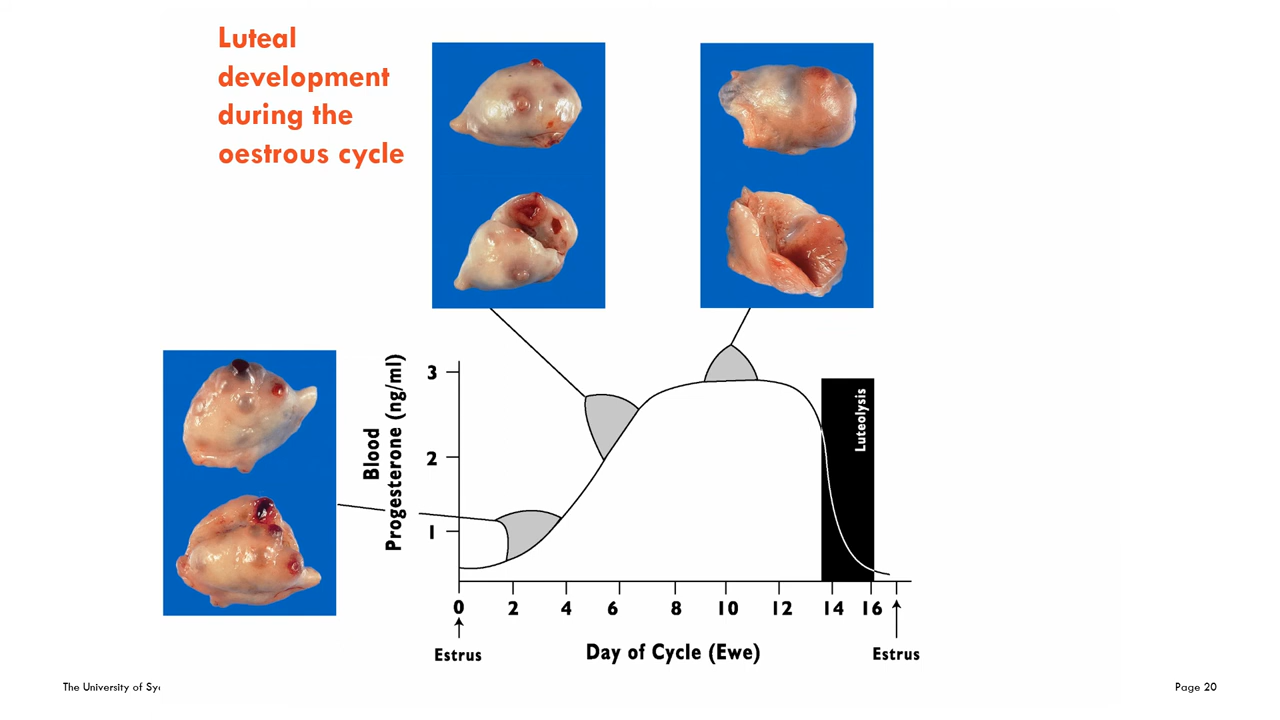 Luteal
development
during the
oestrous cycle
3
2
1
Blood
Progesterone (ng/ml)
Luteolysis
0 2 4 6 8 10 12 14 16
Estrus
Day of Cycle (Ewe)
Estrus
The University of Sy
Page 20